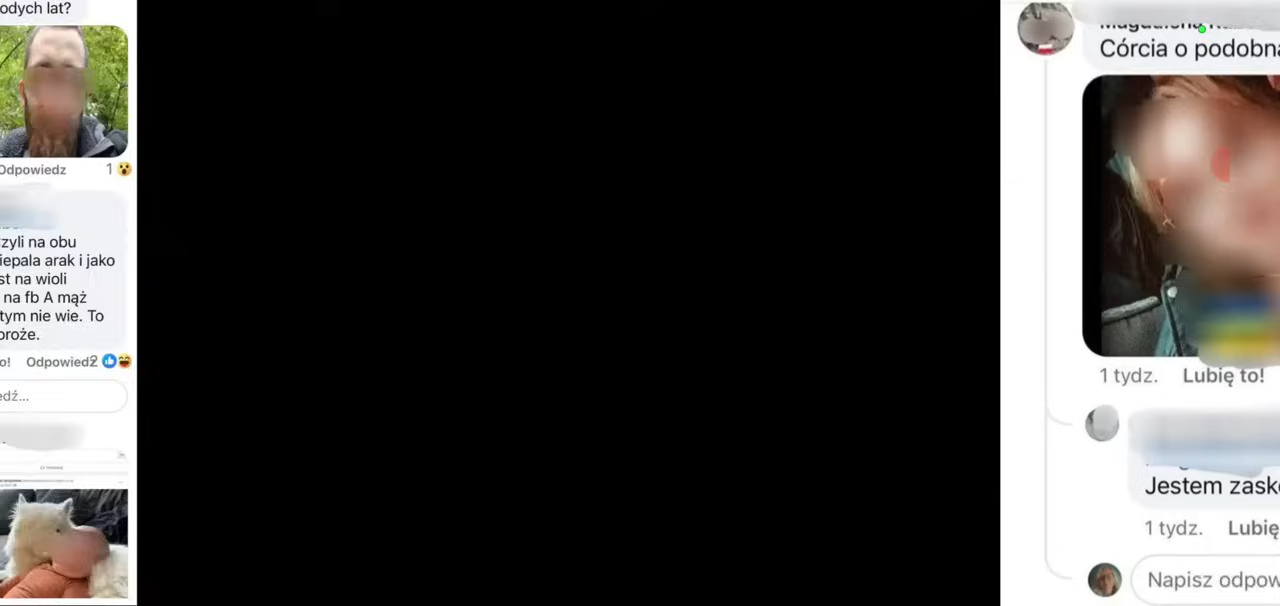 odych lat?
Odpowiedz 1
zyli na obu
iepala arak i jako
st na wioli
na fb A mąż
tym nie wie. To
oroże.
o! Odpowiedz 2
edź...
Córcia o podobna
1 tydz. Lubię to!
Jestem zask
1 tydz. Lubię
Napisz odpow